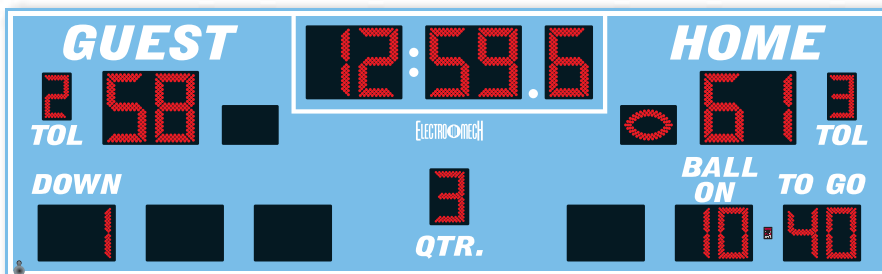 GUEST 12:59.6 HOME
2 58 61 3
TOL TOL
ELECTRO MECH
DOWN 3 BALL ON TO GO
1 10 40
QTR.